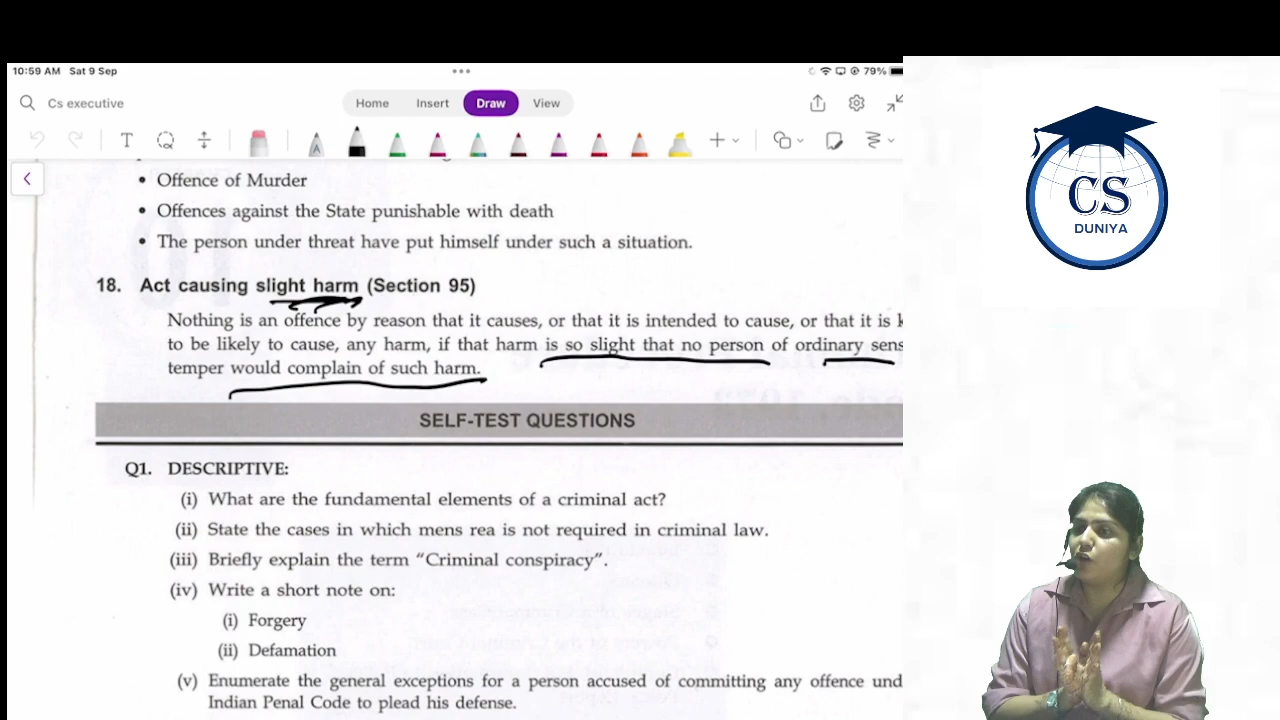 10:59 AM Sat 9 Sep
79%
Cs executive
Home Insert Draw View
• Offence of Murder
• Offences against the State punishable with death
• The person under threat have put himself under such a situation.
18. Act causing slight harm (Section 95)
Nothing is an offence by reason that it causes, or that it is intended to cause, or that it is
to be likely to cause, any harm, if that harm is so slight that no person of ordinary sens
temper would complain of such harm.
SELF-TEST QUESTIONS
Q1. DESCRIPTIVE:
(i) What are the fundamental elements of a criminal act?
(ii) State the cases in which mens rea is not required in criminal law.
(iii) Briefly explain the term “Criminal conspiracy”.
(iv) Write a short note on:
(i) Forgery
(ii) Defamation
(v) Enumerate the general exceptions for a person accused of committing any offence und
Indian Penal Code to plead his defense.
CS
DUNIYA